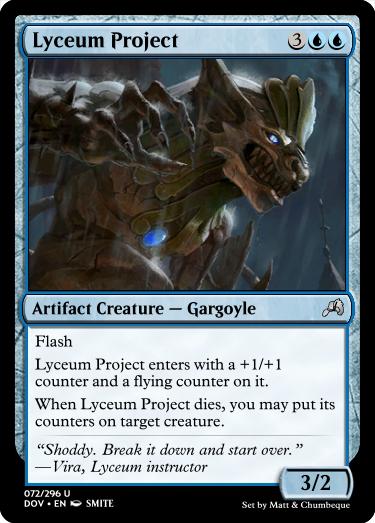 Lyceum Project 3
Artifact Creature — Gargoyle
Flash
Lyceum Project enters with a +1/+1
counter and a flying counter on it.
When Lyceum Project dies, you may put its
counters on target creature.
“Shoddy. Break it down and start over.”
—Vira, Lyceum instructor
3/2
072/296 U
DOV • EN SMITE
Set by Matt & Chumbeque